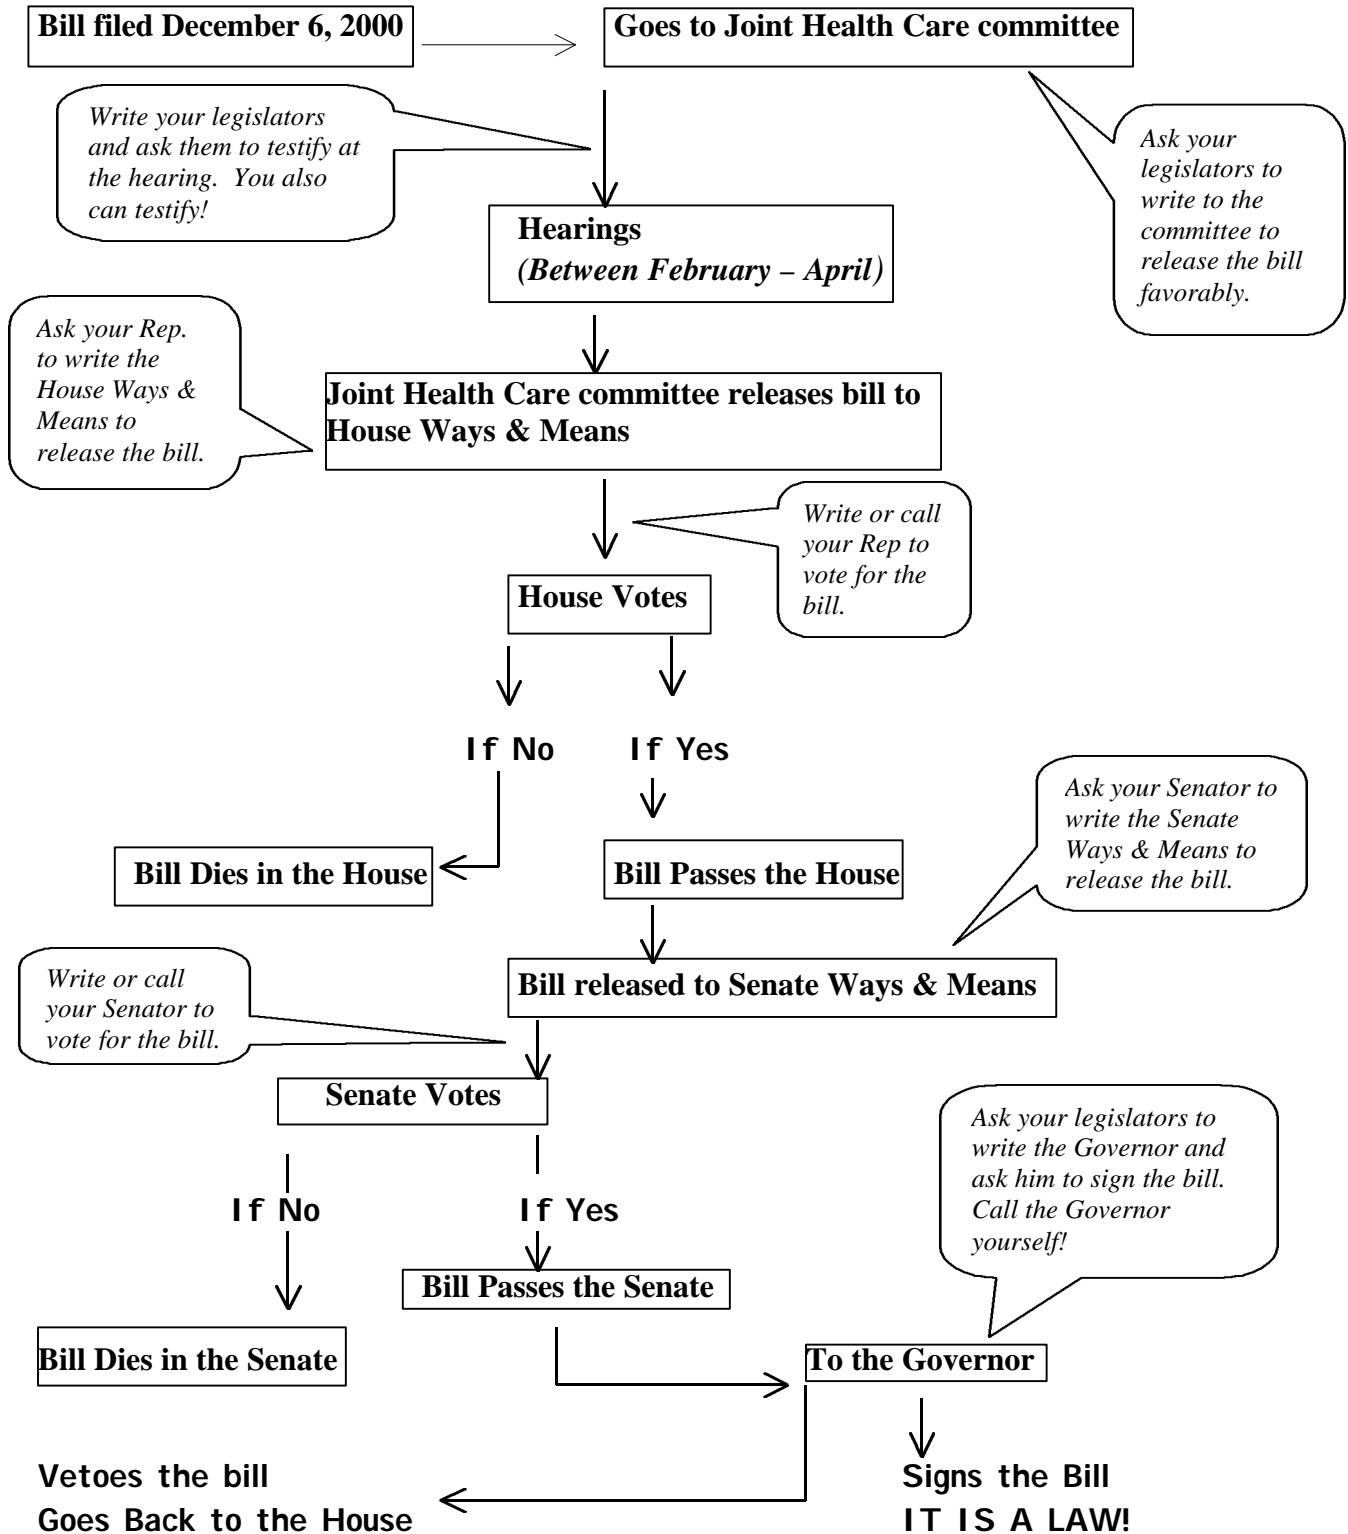 Bill filed December 6, 2000
Goes to Joint Health Care committee
Write your legislators
and ask them to testify at
the hearing.  You also
can testify!
Ask your
legislators to
write to the
committee to
release the bill
favorably.
Hearings
(Between February – April)
Ask your Rep.
to write the
House Ways &
Means to
release the bill.
Joint Health Care committee releases bill to
House Ways & Means
Write or call
your Rep to
vote for the
bill.
House Votes
If No
If Yes
Ask your Senator to
write the Senate
Ways & Means to
release the bill.
Bill Dies in the House
Bill Passes the House
Write or call
your Senator to
vote for the bill.
Bill released to Senate Ways & Means
Senate Votes
Ask your legislators to
write the Governor and
ask him to sign the bill.
Call the Governor
yourself!
If No
If Yes
Bill Passes the Senate
Bill Dies in the Senate
To the Governor
Vetoes the bill
Goes Back to the House
Signs the Bill
IT IS A LAW!